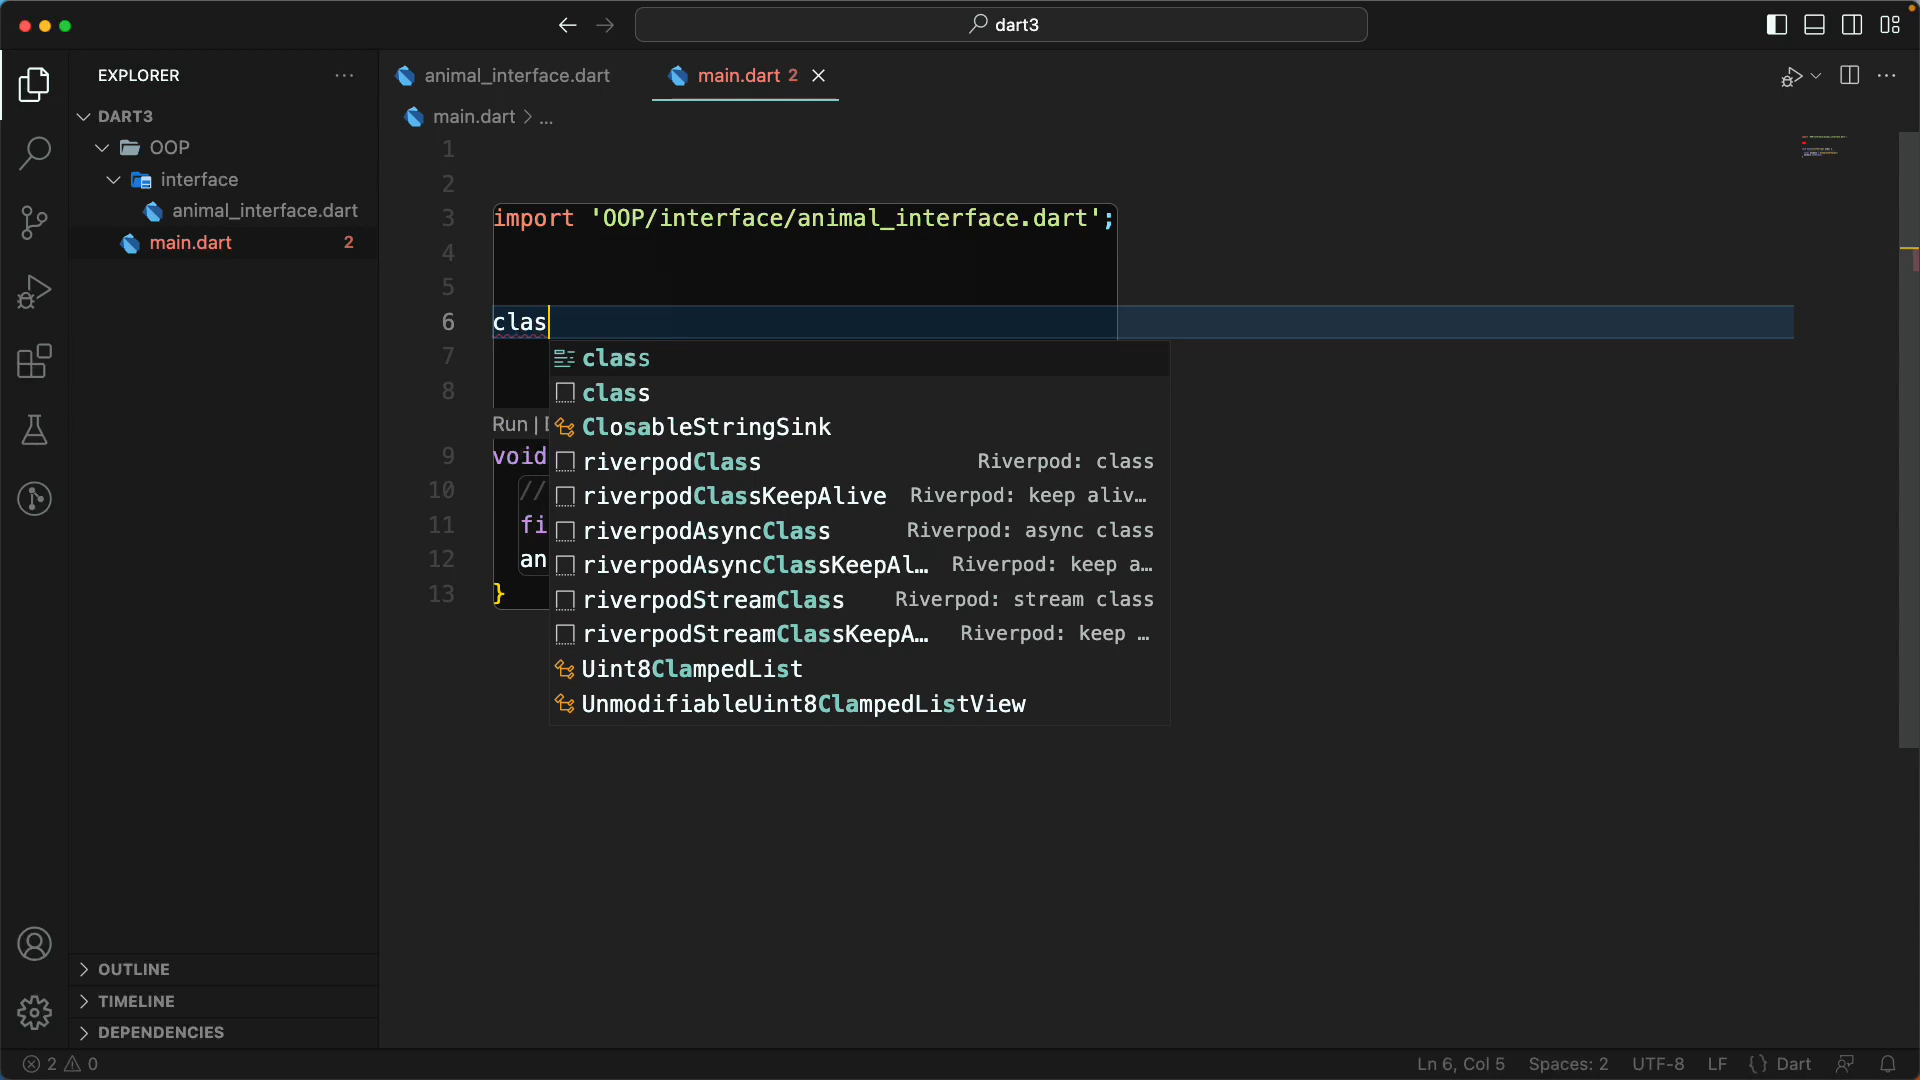 dart3
EXPLORER
DART3
OOP
interface
animal_interface.dart
main.dart 2
OUTLINE
TIMELINE
DEPENDENCIES
animal_interface.dart
main.dart 2
main.dart > ...
1
2
3 import 'OOP/interface/animal_interface.dart';
4
5
6 clas
7
8
Run |
9 void
10 //
11 fi
12 an
13 }
class
class
ClosableStringSink
riverpodClass Riverpod: class
riverpodClassKeepAlive Riverpod: keep aliv…
riverpodAsyncClass Riverpod: async class
riverpodAsyncClassKeepAl… Riverpod: keep a…
riverpodStreamClass Riverpod: stream class
riverpodStreamClassKeepA… Riverpod: keep …
Uint8ClampedList
UnmodifiableUint8ClampedListView
2 0
Ln 6, Col 5 Spaces: 2 UTF-8 LF {} Dart